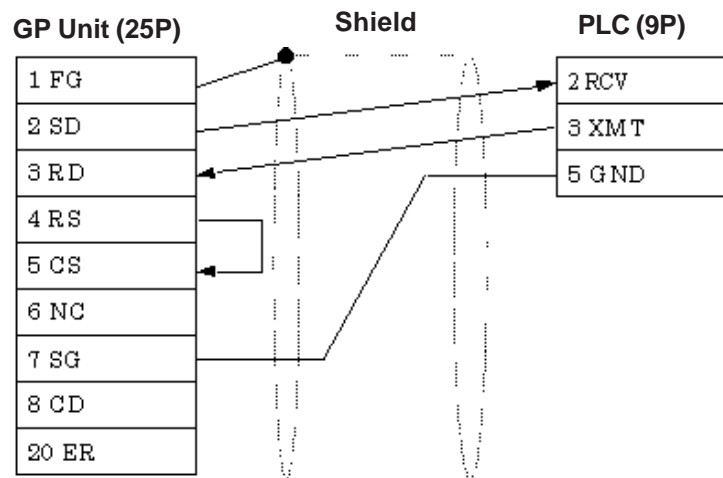 GP Unit (25P)
Shield
PLC (9P)
1 FG
2 SD
3 RD
4 RS
5 CS
6 NC
7 SG
8 CD
20 ER
2 RCV
3 XMT
5 GND